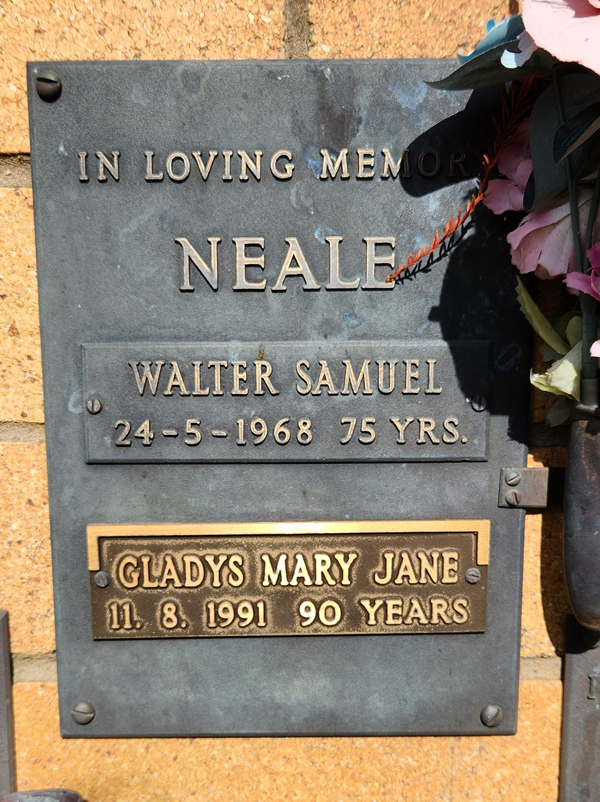 IN LOVING MEMORY
NEALE
WALTER SAMUEL
24-5-1968 75 YRS.
GLADYS MARY JANE
11. 8. 1991 90 YEARS